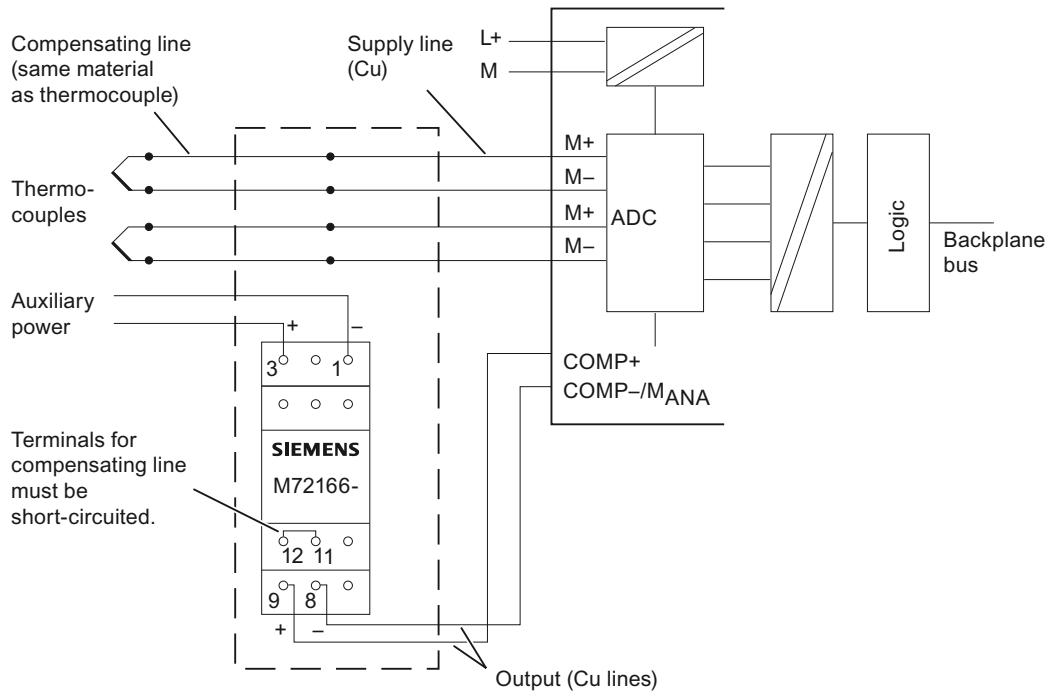 Compensating line
(same material
as thermocouple)
Supply line
(Cu)
L+
M
M+
M–
M+
M–
ADC
Logic
Backplane
bus
Thermo-
couples
Auxiliary
power
+
–
3
1
COMP+
COMP–/MANA
Terminals for
compensating line
must be
short-circuited.
SIEMENS
M72166-
12
11
9
8
+
–
Output (Cu lines)